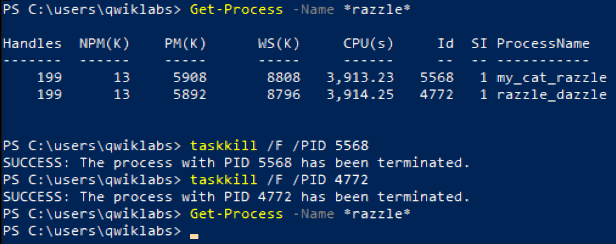 PS C:\users\qwiklabs> Get-Process -Name *razzle*
Handles  NPM(K)    PM(K)      WS(K)     CPU(s)     Id  SI ProcessName
-------  ------    -----      -----     ------     --  -- -----------
    199      13     5908       8808   3,913.23   5568   1 my_cat_razzle
    199      13     5892       8796   3,914.25   4772   1 razzle_dazzle
PS C:\users\qwiklabs> taskkill /F /PID 5568
SUCCESS: The process with PID 5568 has been terminated.
PS C:\users\qwiklabs> taskkill /F /PID 4772
SUCCESS: The process with PID 4772 has been terminated.
PS C:\users\qwiklabs> Get-Process -Name *razzle*
PS C:\users\qwiklabs>